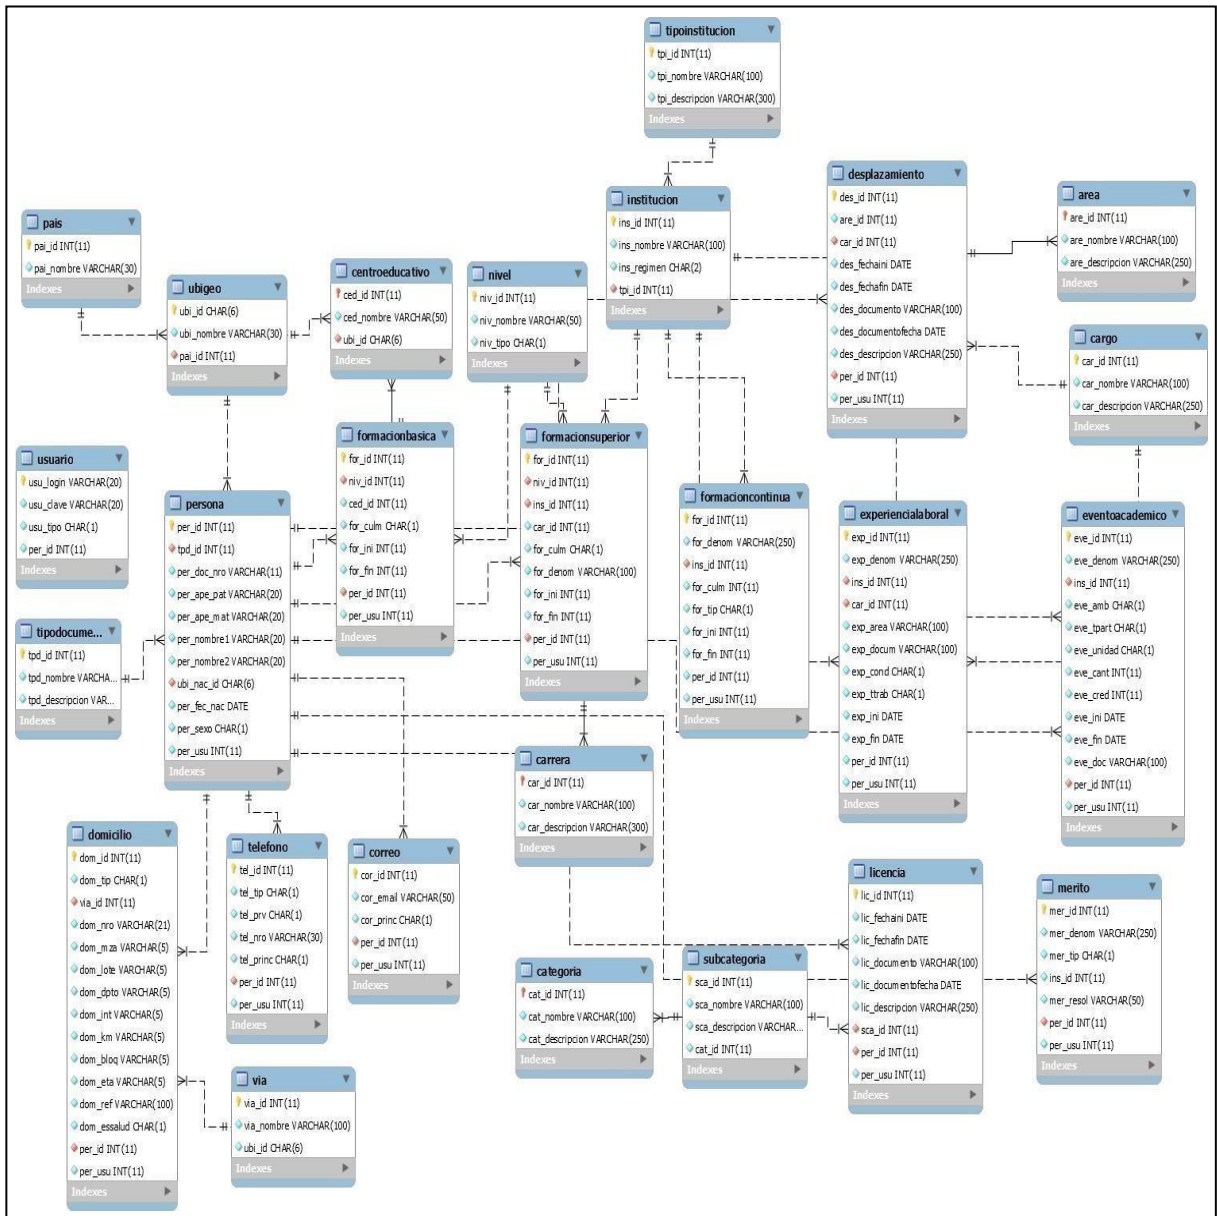 tipoinstitucion
tpi_id INT(11)
tpi_nombre VARCHAR(100)
tpi_descripcion VARCHAR(300)
Indexes
institucion
ins_id INT(11)
ins_nombre VARCHAR(100)
ins_regimen CHAR(2)
tpi_id INT(11)
Indexes
desplazamiento
des_id INT(11)
are_id INT(11)
car_id INT(11)
des_fechaini DATE
des_fechafin DATE
des_documento VARCHAR(100)
des_documentofecha DATE
des_descripcion VARCHAR(250)
per_id INT(11)
per_usu INT(11)
Indexes
area
are_id INT(11)
are_nombre VARCHAR(100)
are_descripcion VARCHAR(250)
Indexes
pais
pai_id INT(11)
pai_nombre VARCHAR(30)
Indexes
ubigeo
ubi_id CHAR(6)
ubi_nombre VARCHAR(30)
pai_id INT(11)
Indexes
centroeducativo
ced_id INT(11)
ced_nombre VARCHAR(50)
ubi_id CHAR(6)
Indexes
nivel
niv_id INT(11)
niv_nombre VARCHAR(50)
niv_tipo CHAR(1)
Indexes
cargo
car_id INT(11)
car_nombre VARCHAR(100)
car_descripcion VARCHAR(250)
Indexes
usuario
usu_login VARCHAR(20)
usu_clave VARCHAR(20)
usu_tipo CHAR(1)
per_id INT(11)
Indexes
persona
per_id INT(11)
tpd_id INT(11)
per_doc_nro VARCHAR(11)
per_ape_pat VARCHAR(20)
per_ape_mat VARCHAR(20)
per_nombre1 VARCHAR(20)
per_nombre2 VARCHAR(20)
ubi_nac_id CHAR(6)
per_fec_nac DATE
per_sexo CHAR(1)
per_usu INT(11)
Indexes
formacionbasica
for_id INT(11)
niv_id INT(11)
ced_id INT(11)
for_culm CHAR(1)
for_ini INT(11)
for_fin INT(11)
per_id INT(11)
per_usu INT(11)
Indexes
formacionsuperior
for_id INT(11)
niv_id INT(11)
ins_id INT(11)
car_id INT(11)
for_culm CHAR(1)
for_denom VARCHAR(100)
for_ini INT(11)
for_fin INT(11)
per_id INT(11)
per_usu INT(11)
Indexes
formacioncontinua
for_id INT(11)
for_denom VARCHAR(250)
ins_id INT(11)
for_culm INT(11)
for_tip CHAR(1)
for_ini INT(11)
for_fin INT(11)
per_id INT(11)
per_usu INT(11)
Indexes
experiencialaboral
exp_id INT(11)
exp_denom VARCHAR(250)
ins_id INT(11)
car_id INT(11)
exp_area VARCHAR(100)
exp_docum VARCHAR(100)
exp_cond CHAR(1)
exp_ttrab CHAR(1)
exp_ini DATE
exp_fin DATE
per_id INT(11)
per_usu INT(11)
Indexes
eventoacademico
eve_id INT(11)
eve_denom VARCHAR(250)
ins_id INT(11)
eve_amb CHAR(1)
eve_tpart CHAR(1)
eve_unidad CHAR(1)
eve_cant INT(11)
eve_cred INT(11)
eve_ini DATE
eve_fin DATE
eve_doc VARCHAR(100)
per_id INT(11)
per_usu INT(11)
Indexes
tipodocume...
tpd_id INT(11)
tpd_nombre VARCHA...
tpd_descripcion VAR...
Indexes
carrera
car_id INT(11)
car_nombre VARCHAR(100)
car_descripcion VARCHAR(300)
Indexes
domicilio
dom_id INT(11)
dom_tip CHAR(1)
via_id INT(11)
dom_nro VARCHAR(21)
dom_mza VARCHAR(5)
dom_lote VARCHAR(5)
dom_dpto VARCHAR(5)
dom_int VARCHAR(5)
dom_km VARCHAR(5)
dom_bloq VARCHAR(5)
dom_eta VARCHAR(5)
dom_ref VARCHAR(100)
dom_essalud CHAR(1)
per_id INT(11)
per_usu INT(11)
Indexes
telefono
tel_id INT(11)
tel_tip CHAR(1)
tel_prv CHAR(1)
tel_nro VARCHAR(30)
tel_princ CHAR(1)
per_id INT(11)
per_usu INT(11)
Indexes
correo
cor_id INT(11)
cor_email VARCHAR(50)
cor_princ CHAR(1)
per_id INT(11)
per_usu INT(11)
Indexes
licencia
lic_id INT(11)
lic_fechaini DATE
lic_fechafin DATE
lic_documento VARCHAR(100)
lic_documentofecha DATE
lic_descripcion VARCHAR(250)
sca_id INT(11)
per_id INT(11)
per_usu INT(11)
Indexes
merito
mer_id INT(11)
mer_denom VARCHAR(250)
mer_tip CHAR(1)
ins_id INT(11)
mer_resol VARCHAR(50)
per_id INT(11)
per_usu INT(11)
Indexes
categoria
cat_id INT(11)
cat_nombre VARCHAR(100)
cat_descripcion VARCHAR(250)
Indexes
subcategoria
sca_id INT(11)
sca_nombre VARCHAR(100)
sca_descripcion VARCHAR...
cat_id INT(11)
Indexes
via
via_id INT(11)
via_nombre VARCHAR(100)
ubi_id CHAR(6)
Indexes